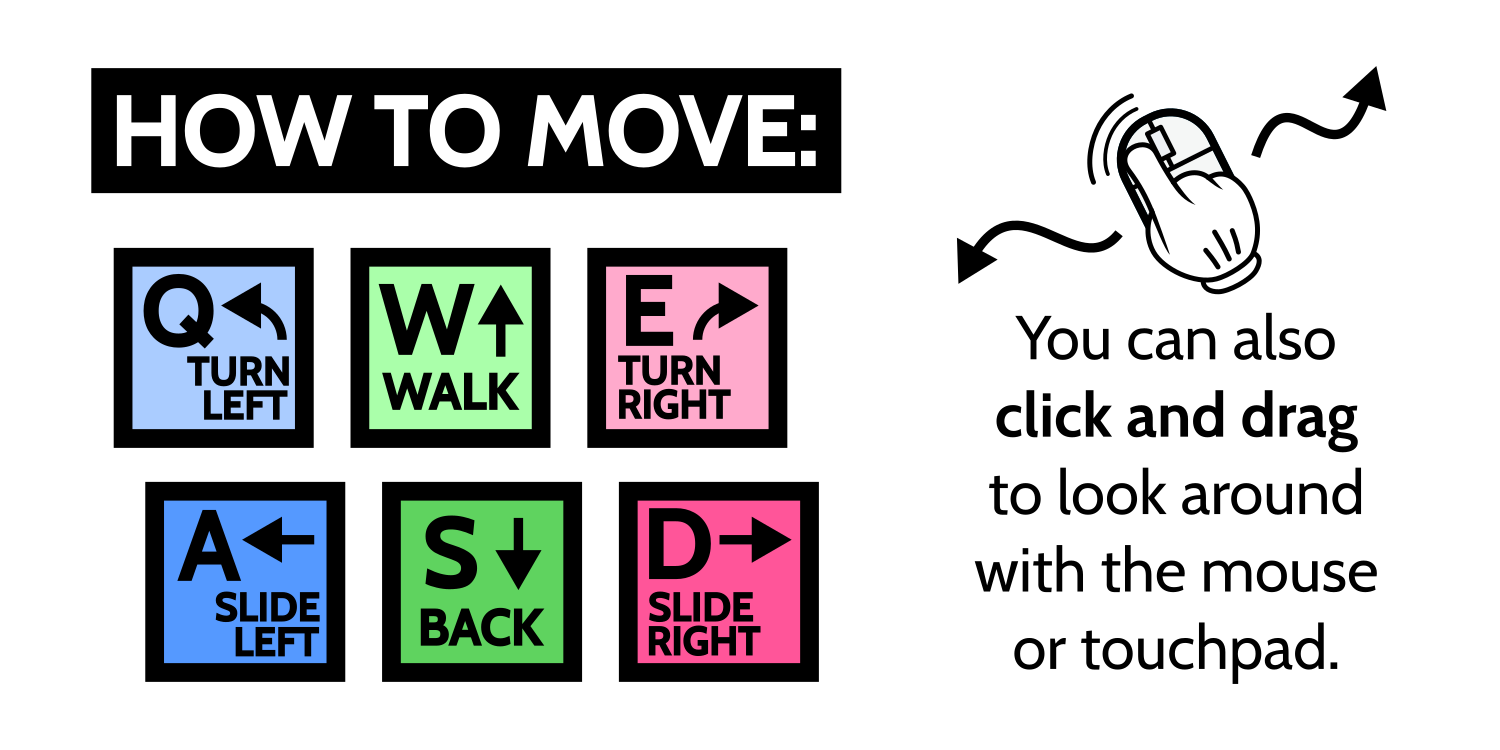 HOW TO MOVE:
Q
TURN
LEFT
W
WALK
E
TURN
RIGHT
A
SLIDE
LEFT
S
BACK
D
SLIDE
RIGHT
You can also
click and drag
to look around
with the mouse
or touchpad.